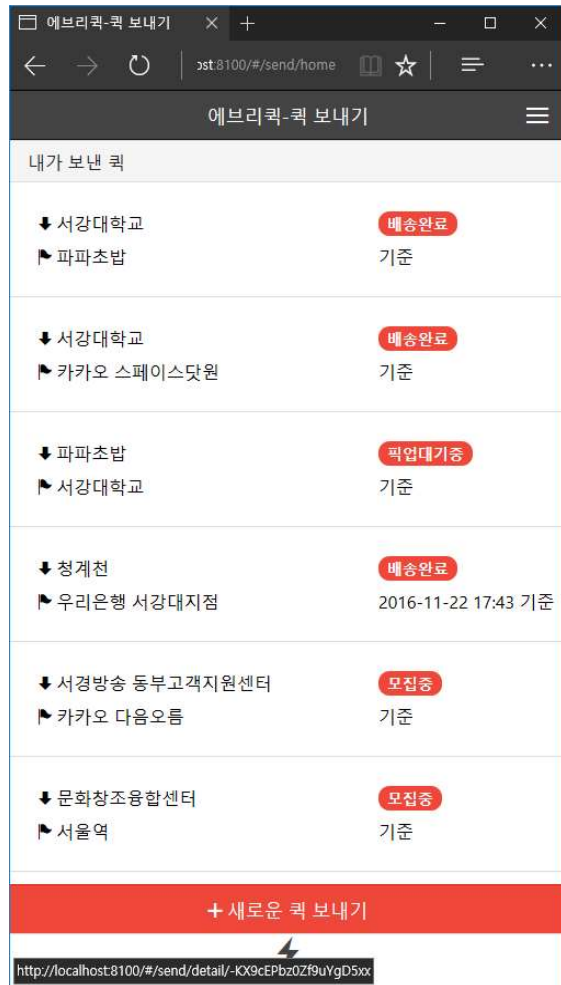 에브리퀵-퀵 보내기
ost:8100/#/send/home
에브리퀵-퀵 보내기
내가 보낸 퀵
서강대학교 배송완료
파파초밥 기준
서강대학교 배송완료
카카오 스페이스닷원 기준
파파초밥 픽업대기중
서강대학교 기준
청계천 배송완료
우리은행 서강대지점 2016-11-22 17:43 기준
서경방송 동부고객지원센터 모집중
카카오 다음오름 기준
문화창조융합센터 모집중
서울역 기준
+ 새로운 퀵 보내기
http://localhost:8100/#/send/detail/-KX9cEPbz0Zf9uYgD5xx